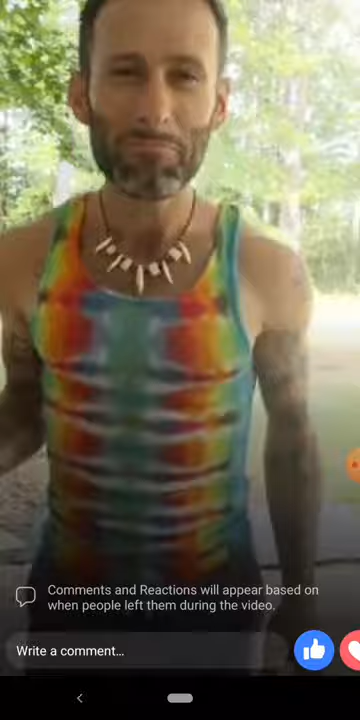 Comments and Reactions will appear based on
when people left them during the video.
Write a comment...